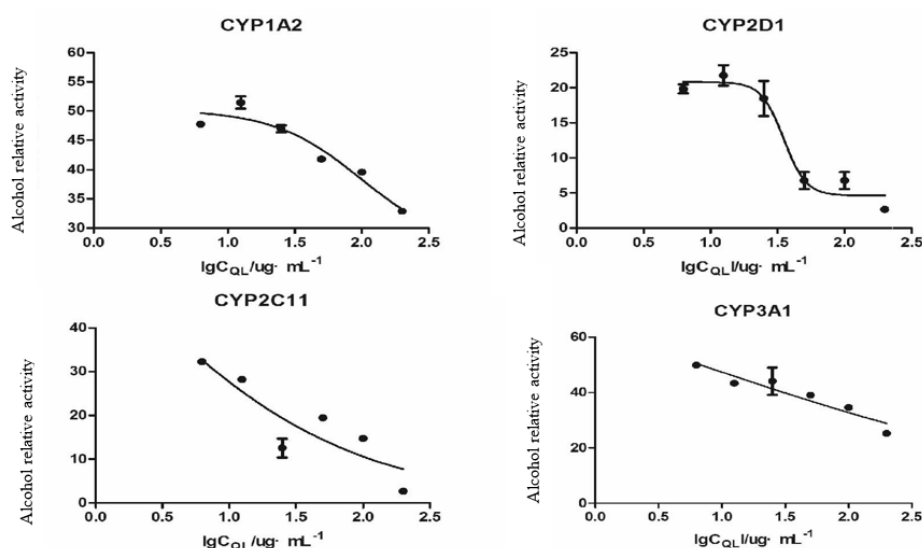 CYP1A2
Alcohol relative activity
60
55
50
45
40
35
30
0.0 0.5 1.0 1.5 2.0 2.5
lgCQL/ug· mL-1
CYP2D1
Alcohol relative activity
25
20
15
10
5
0
0.0 0.5 1.0 1.5 2.0 2.5
lgCQLl/ug· mL-1
CYP2C11
Alcohol relative activity
40
30
20
10
0
0.0 0.5 1.0 1.5 2.0 2.5
lgCQL/ug· mL-1
CYP3A1
Alcohol relative activity
60
40
20
0
0.0 0.5 1.0 1.5 2.0 2.5
lgCQLl/ug· mL-1